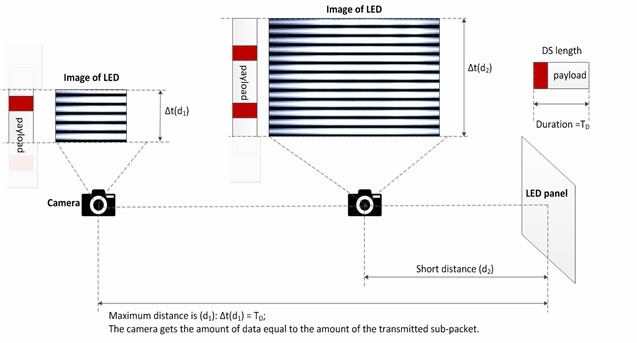 Image of LED
Image of LED
payload
Δt(d₁)
payload
Δt(d₂)
DS length
payload
Duration =T_D
Camera
LED panel
Short distance (d₂)
Maximum distance is (d₁): Δt(d₁) = T_D;
The camera gets the amount of data equal to the amount of the transmitted sub-packet.